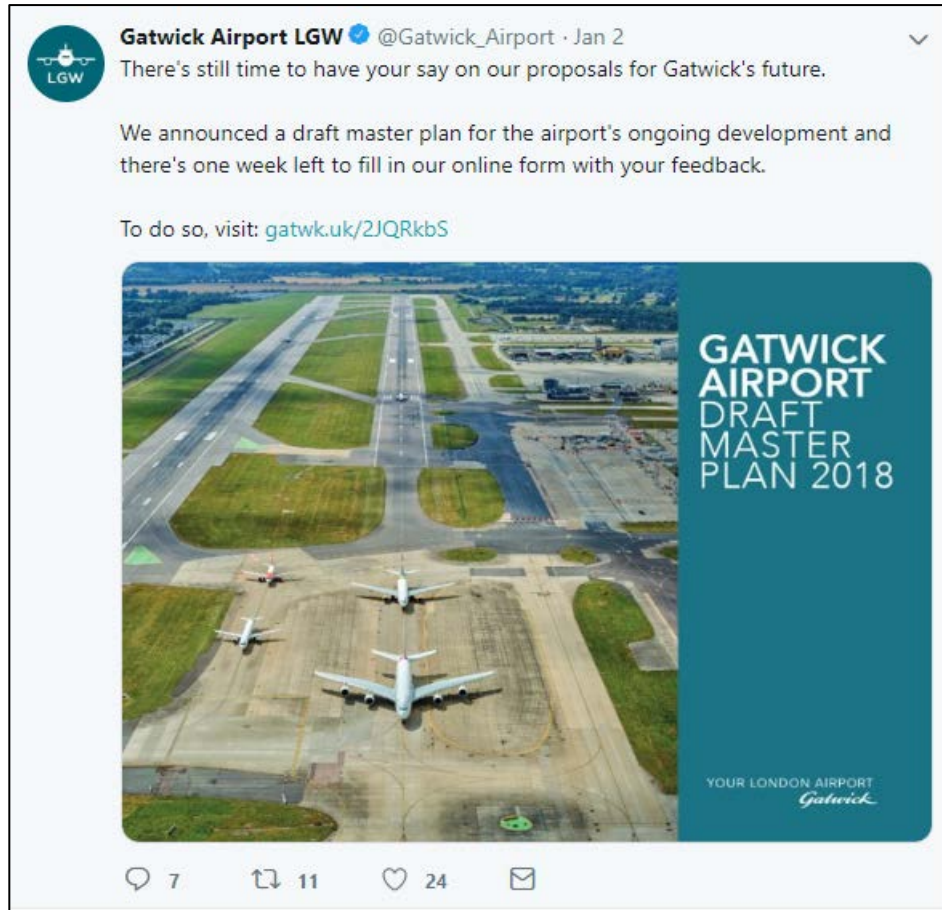 Gatwick Airport LGW @Gatwick_Airport · Jan 2
There's still time to have your say on our proposals for Gatwick's future.
We announced a draft master plan for the airport's ongoing development and
there's one week left to fill in our online form with your feedback.
To do so, visit: gatwk.uk/2JQRkbS
LGW
GATWICK
AIRPORT
DRAFT
MASTER
PLAN 2018
YOUR LONDON AIRPORT
Gatwick
7 11 24